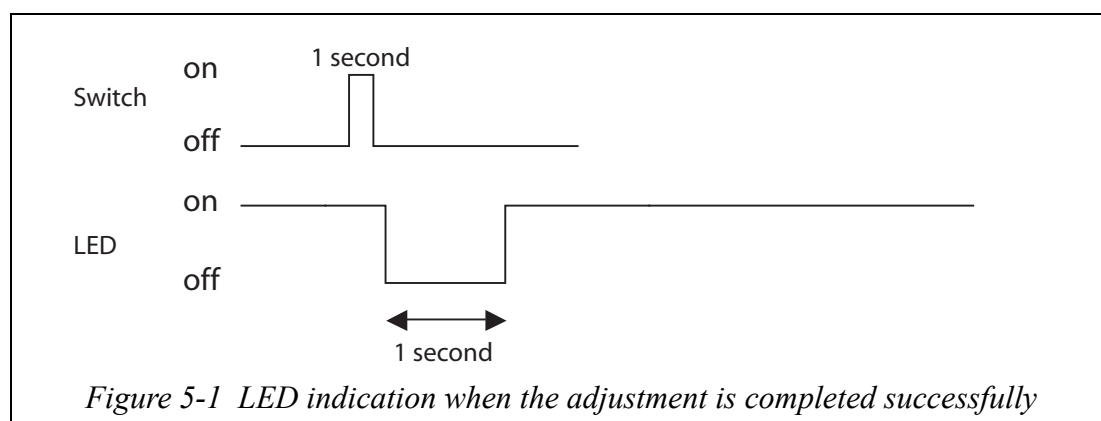 1 second
on
Switch
off
on
LED
off
1 second
Figure 5-1 LED indication when the adjustment is completed successfully